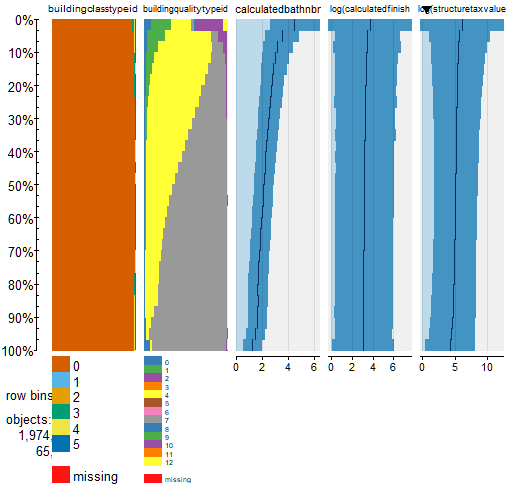 buildingclasstypeid
buildingqualitytypeid
calculatedbathnbr
log(calculatedfinish
structuretaxvalue
0%
10%
20%
30%
40%
50%
60%
70%
80%
90%
100%
0 2 4 6
0 2 4 6
0 5 10
row bins
objects:
1,974,
65,
0
1
2
3
4
5
missing
0
1
2
3
4
5
6
7
8
9
10
11
12
missing